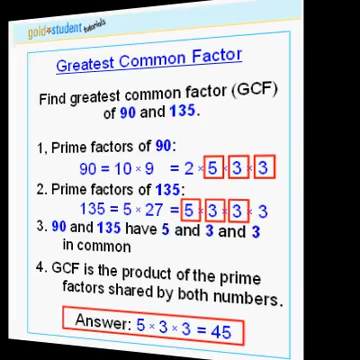 gold student tutorials
Greatest Common Factor
Find greatest common factor (GCF)
of 90 and 135.
1, Prime factors of 90:
90 = 10 × 9 = 2 × 5 × 3 × 3
2. Prime factors of 135:
135 = 5 × 27 = 5 × 3 × 3 × 3
3. 90 and 135 have 5 and 3 and 3
in common
4. GCF is the product of the prime
factors shared by both numbers.
Answer: 5 × 3 × 3 = 45